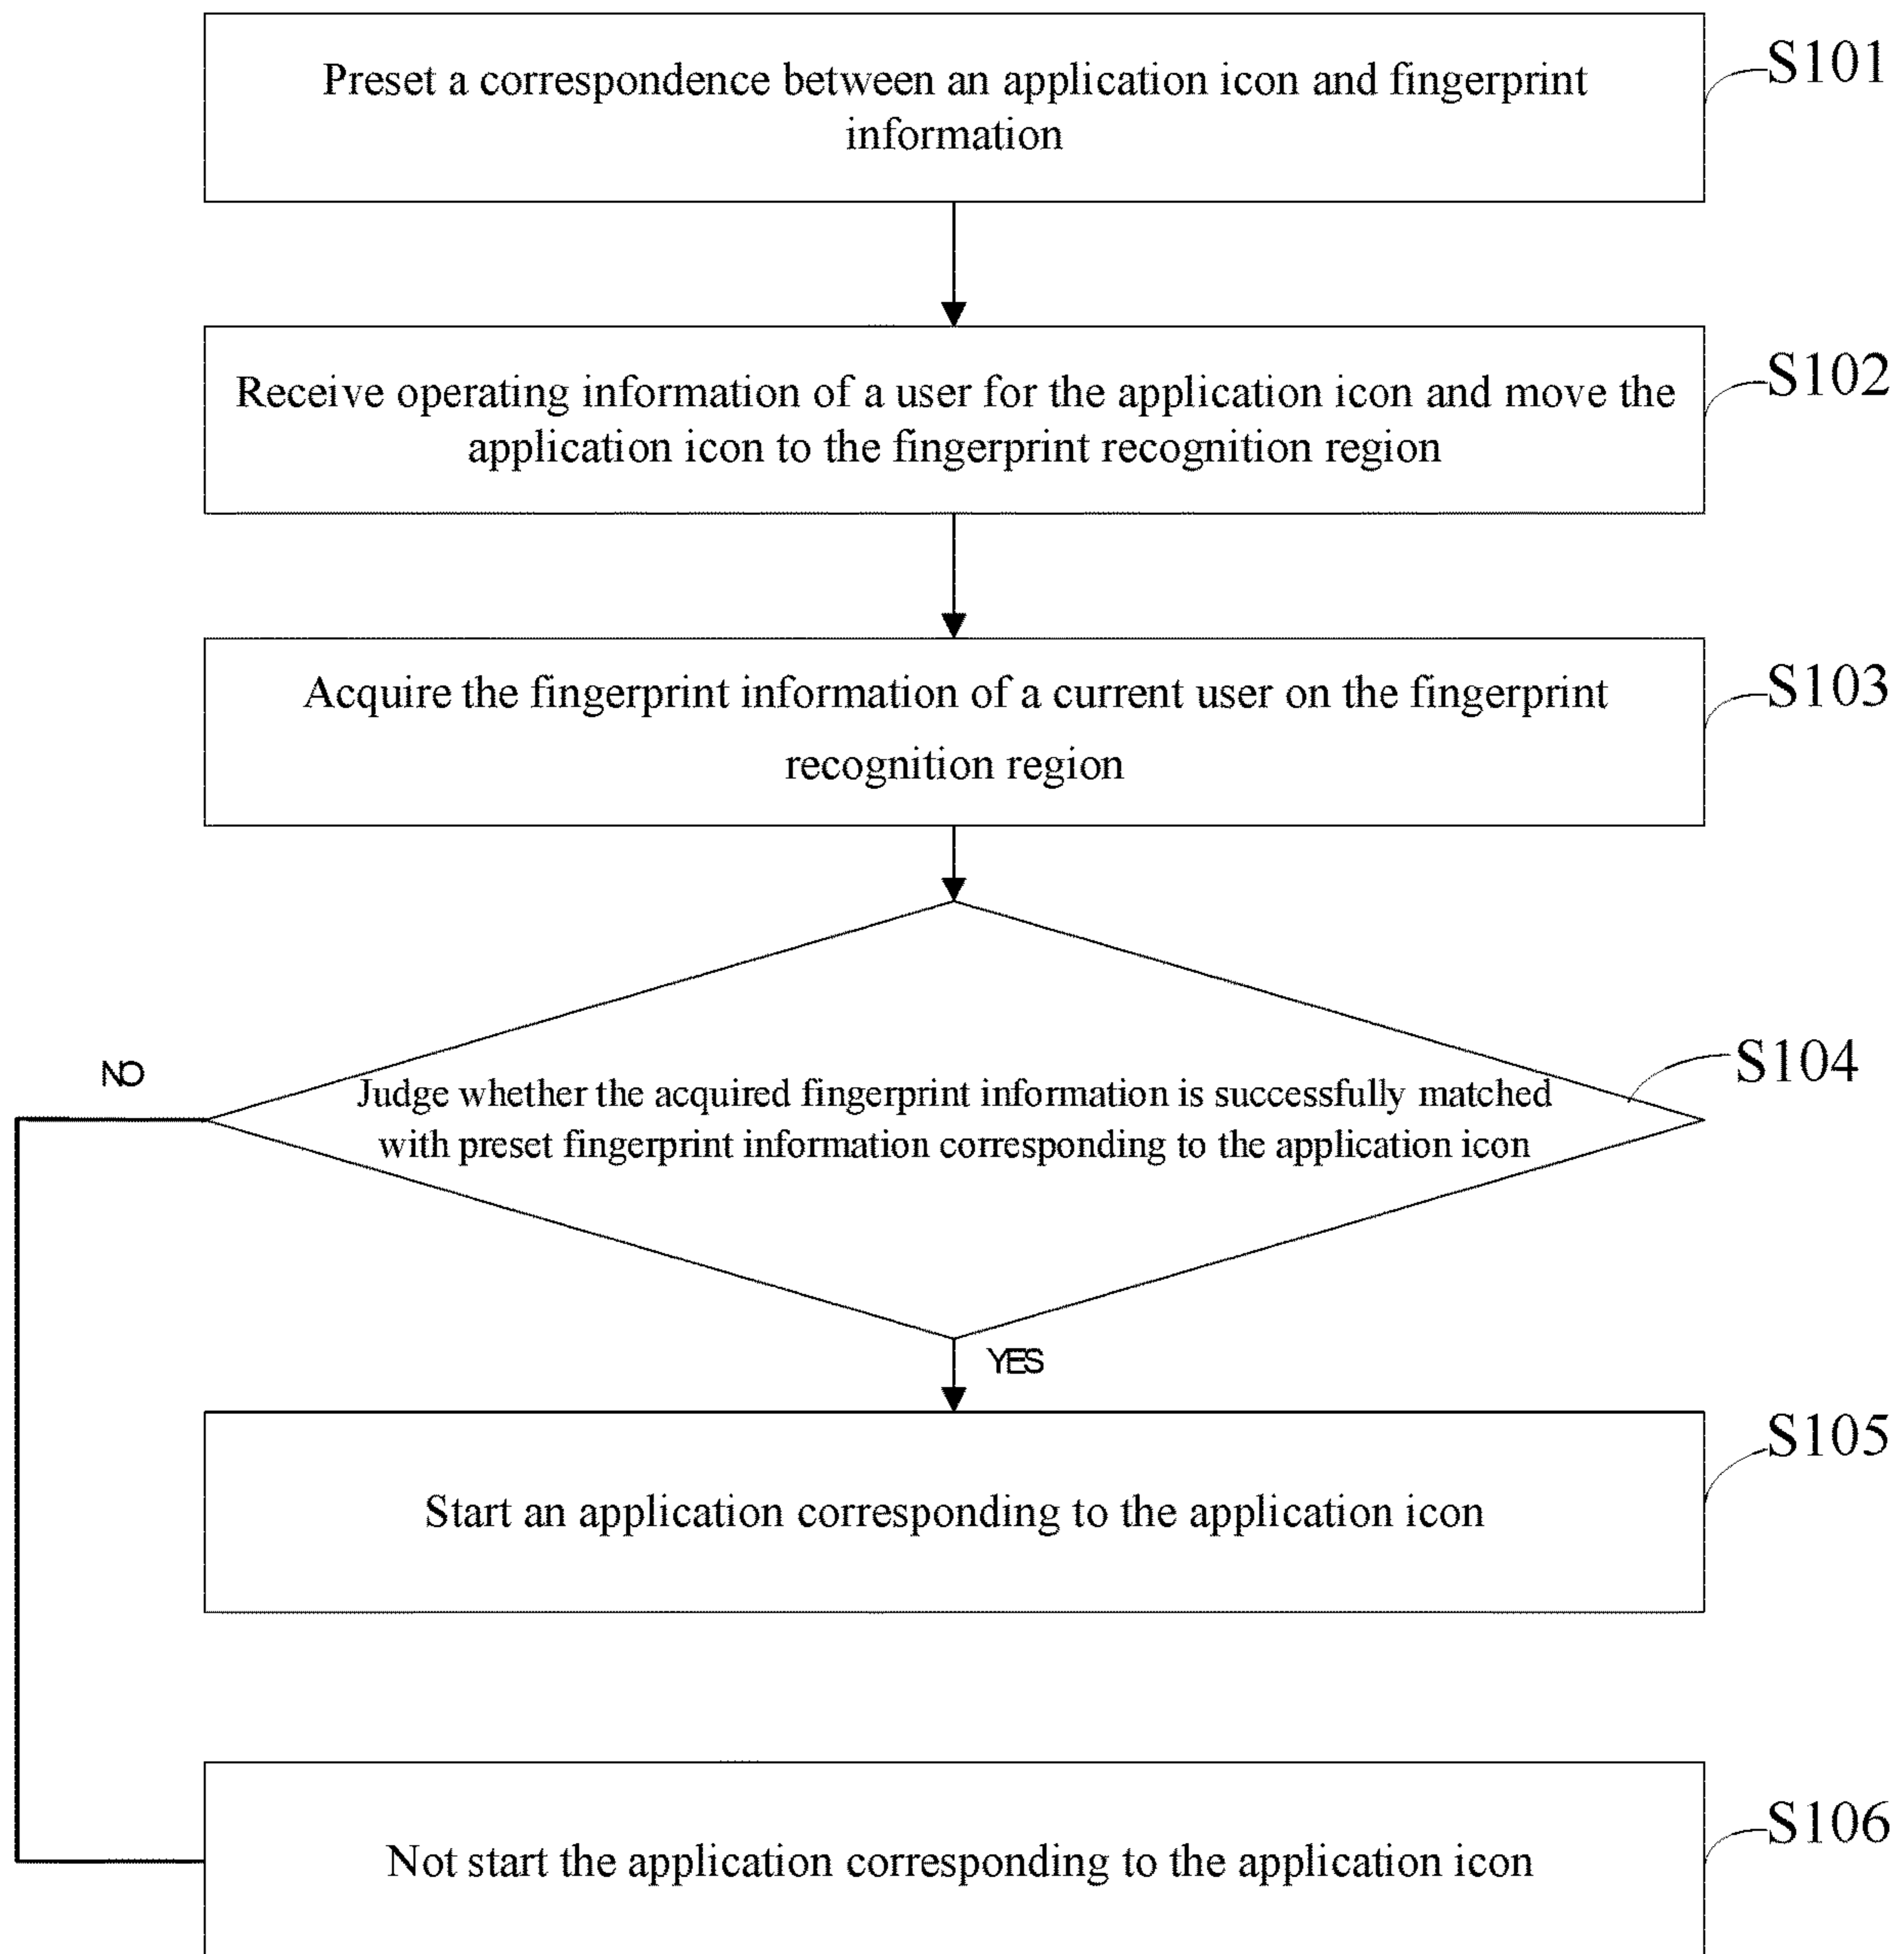 Preset a correspondence between an application icon and fingerprint
information
S101
Receive operating information of a user for the application icon and move the
application icon to the fingerprint recognition region
S102
Acquire the fingerprint information of a current user on the fingerprint
recognition region
S103
NO
Judge whether the acquired fingerprint information is successfully matched
with preset fingerprint information corresponding to the application icon
S104
YES
Start an application corresponding to the application icon
S105
Not start the application corresponding to the application icon
S106